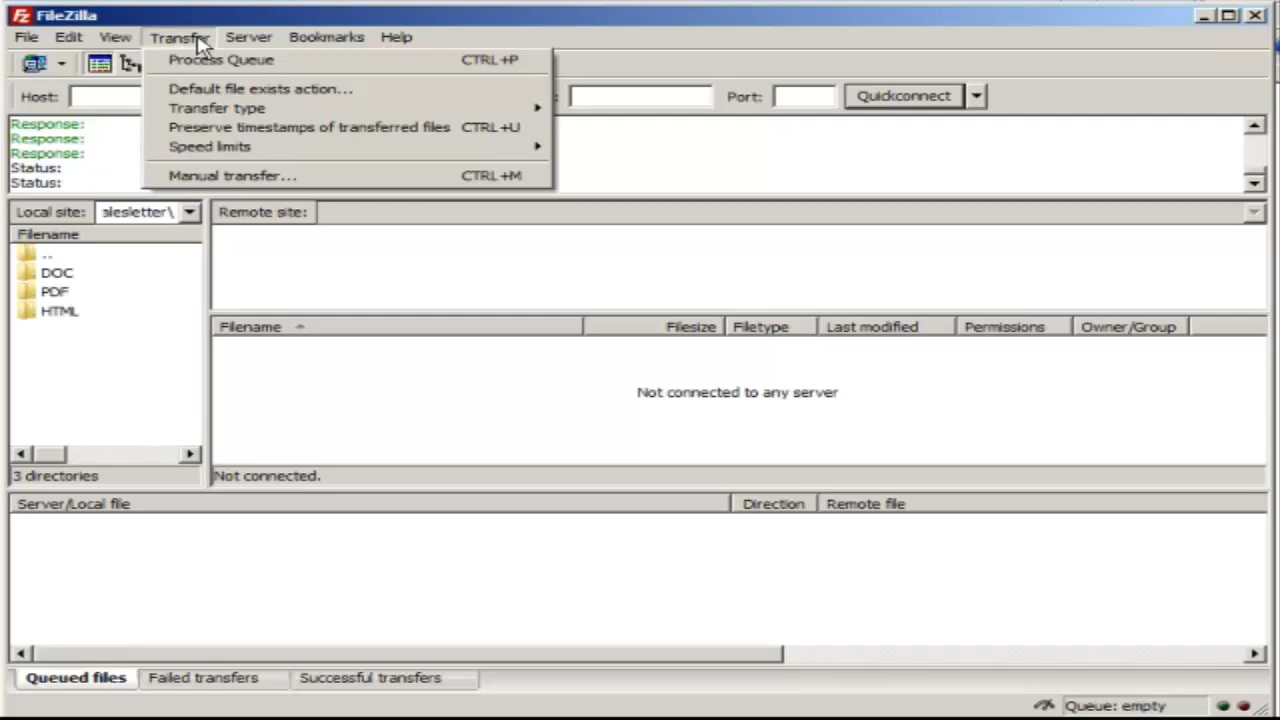 FileZilla
File Edit View Transfer Server Bookmarks Help
Process Queue CTRL+P
Default file exists action...
Transfer type
Preserve timestamps of transferred files CTRL+U
Speed limits
Manual transfer... CTRL+M
Host: : Port: Quickconnect
Response:
Response:
Response:
Status:
Status:
Local site: slesletter\ Remote site:
Filename
..
DOC
PDF
HTML
3 directories
Filename Filesize Filetype Last modified Permissions Owner/Group
Not connected to any server
Not connected.
Server/Local file Direction Remote file
Queued files Failed transfers Successful transfers
Queue: empty